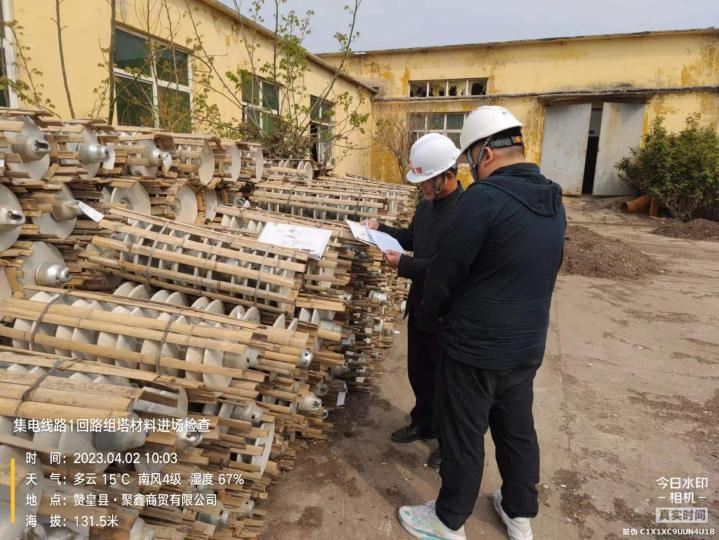 集电线路1回路组塔材料进场检查
时 间：2023.04.02 10:03
天 气：多云 15℃ 南风4级 湿度 67%
地 点：赞皇县·聚鑫商贸有限公司
海 拔：131.5米
今日水印
相机
真实时间
防伪 C1X1XC9UUN4U1B